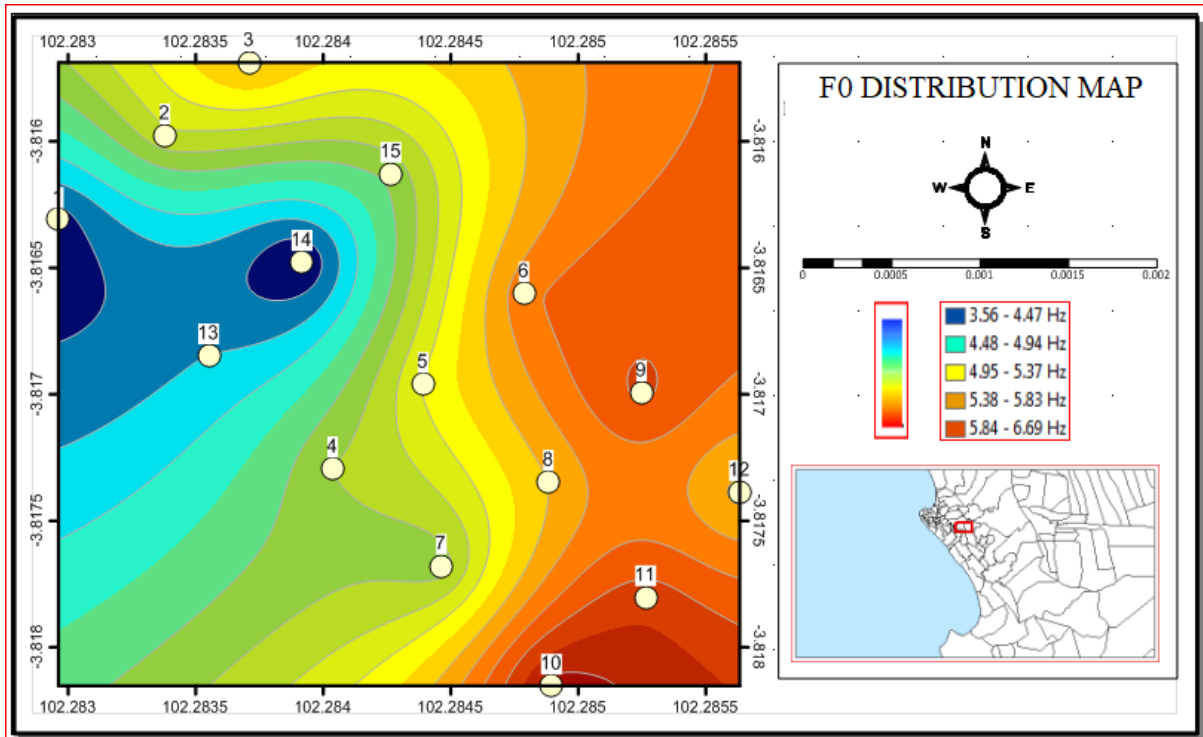 102.283 102.2835 102.284 102.2845 102.285 102.2855
3
2
-3.816
-3.816
15
14
-3.8165
-3.8165
6
13
5
9
-3.817
-3.817
4
8
12
-3.8175
-3.8175
7
11
-3.818
-3.818
10
102.283 102.2835 102.284 102.2845 102.285 102.2855
F0 DISTRIBUTION MAP
N
W E
S
0 0.0005 0.001 0.0015 0.002
3.56 - 4.47 Hz
4.48 - 4.94 Hz
4.95 - 5.37 Hz
5.38 - 5.83 Hz
5.84 - 6.69 Hz